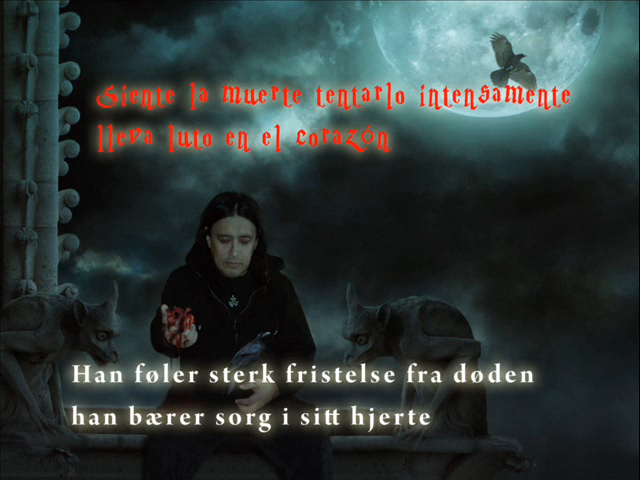 Siente la muerte tentarlo intensamente
lleva luto en el corazón
Han føler sterk fristelse fra døden
han bærer sorg i sitt hjerte